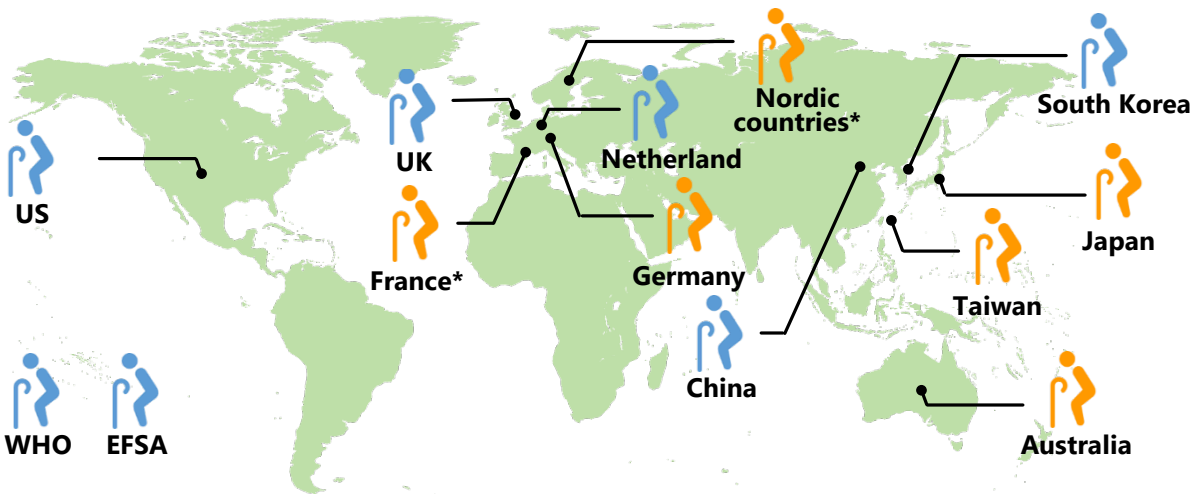 Nordic
countries*
South Korea
UK
Netherland
US
Japan
France*
Germany
Taiwan
China
WHO
EFSA
Australia